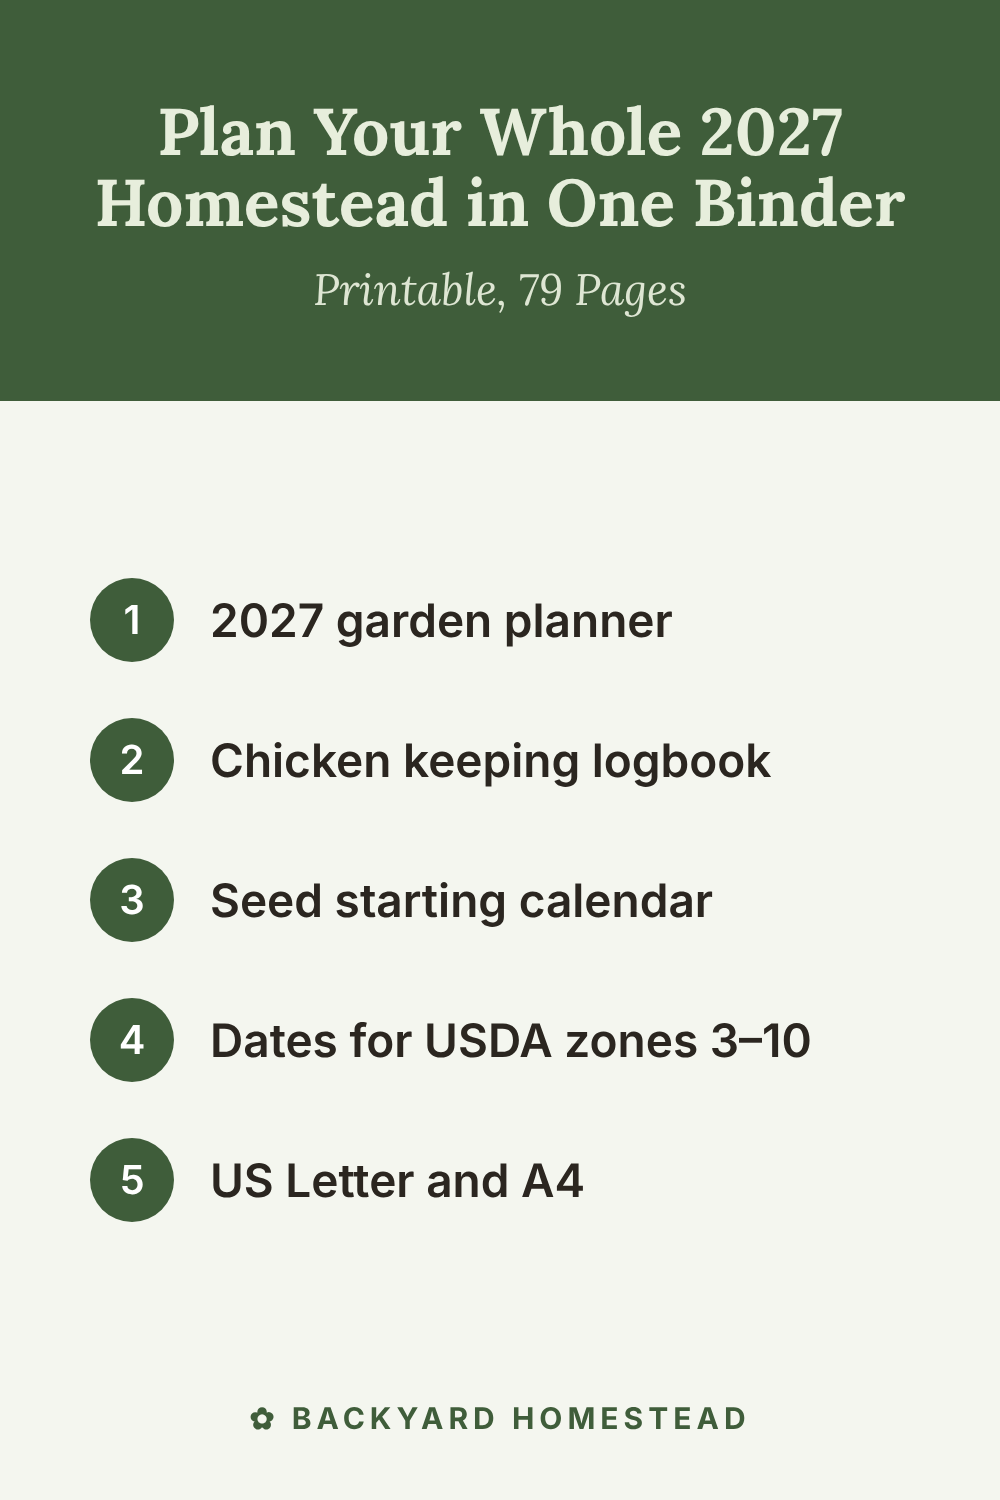 Plan Your Whole 2027
Homestead in One Binder
Printable, 79 Pages
1 2027 garden planner
2 Chicken keeping logbook
3 Seed starting calendar
4 Dates for USDA zones 3–10
5 US Letter and A4
✿ BACKYARD HOMESTEAD